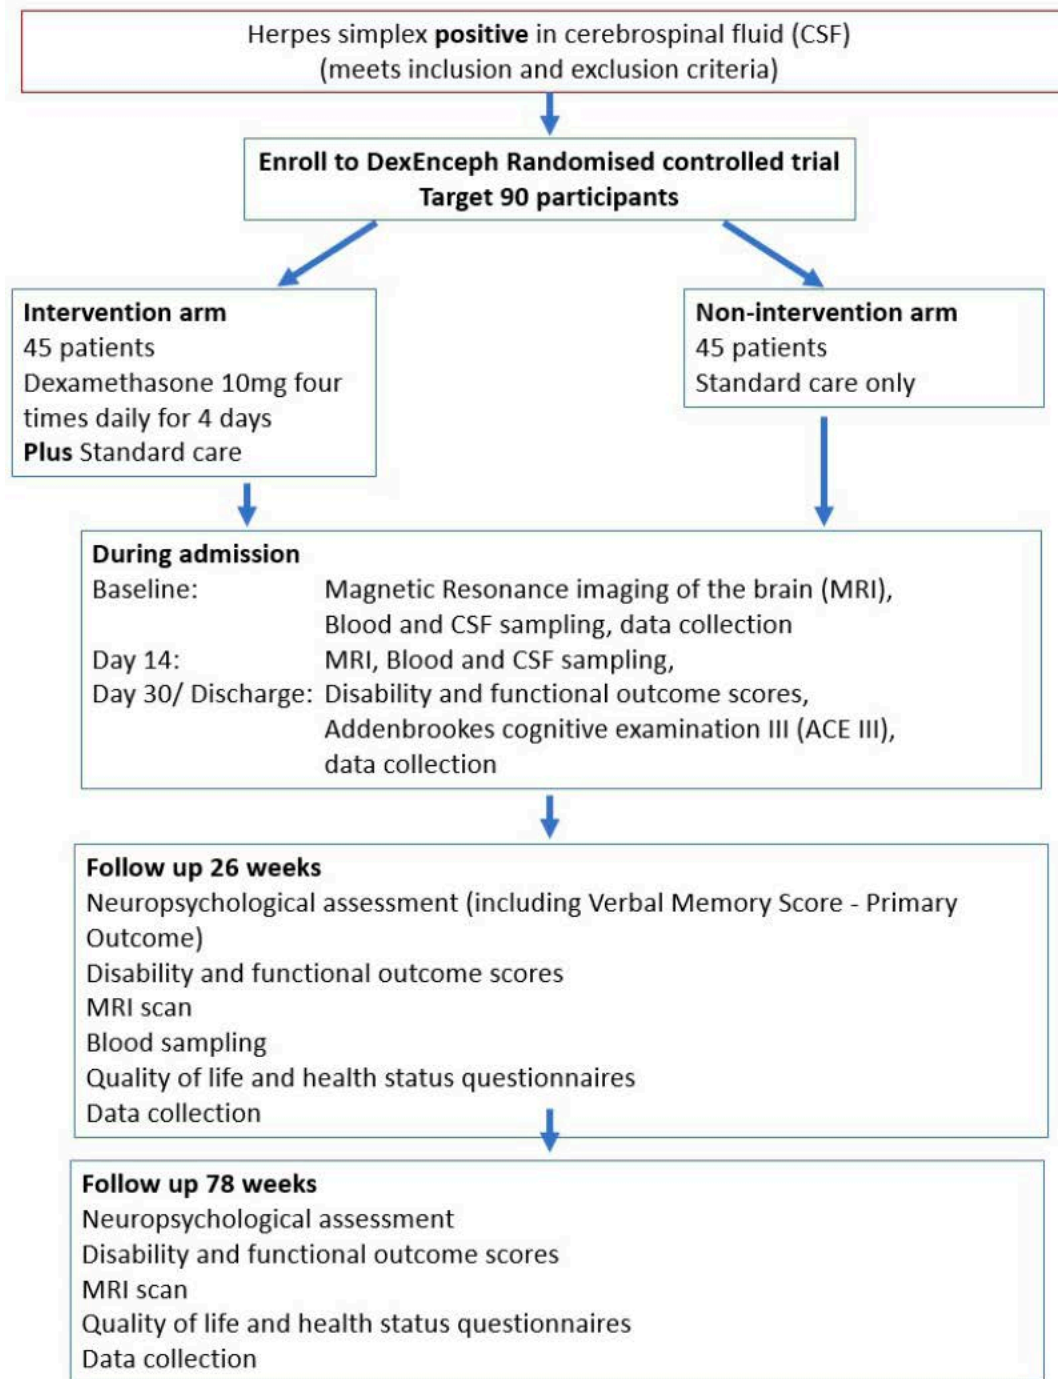 Herpes simplex positive in cerebrospinal fluid (CSF)
(meets inclusion and exclusion criteria)
Enroll to DexEnceph Randomised controlled trial
Target 90 participants
Intervention arm
45 patients
Dexamethasone 10mg four
times daily for 4 days
Plus Standard care
Non-intervention arm
45 patients
Standard care only
During admission
Baseline: Magnetic Resonance imaging of the brain (MRI),
Blood and CSF sampling, data collection
Day 14: MRI, Blood and CSF sampling,
Day 30/ Discharge: Disability and functional outcome scores,
Addenbrookes cognitive examination III (ACE III),
data collection
Follow up 26 weeks
Neuropsychological assessment (including Verbal Memory Score - Primary
Outcome)
Disability and functional outcome scores
MRI scan
Blood sampling
Quality of life and health status questionnaires
Data collection
Follow up 78 weeks
Neuropsychological assessment
Disability and functional outcome scores
MRI scan
Quality of life and health status questionnaires
Data collection